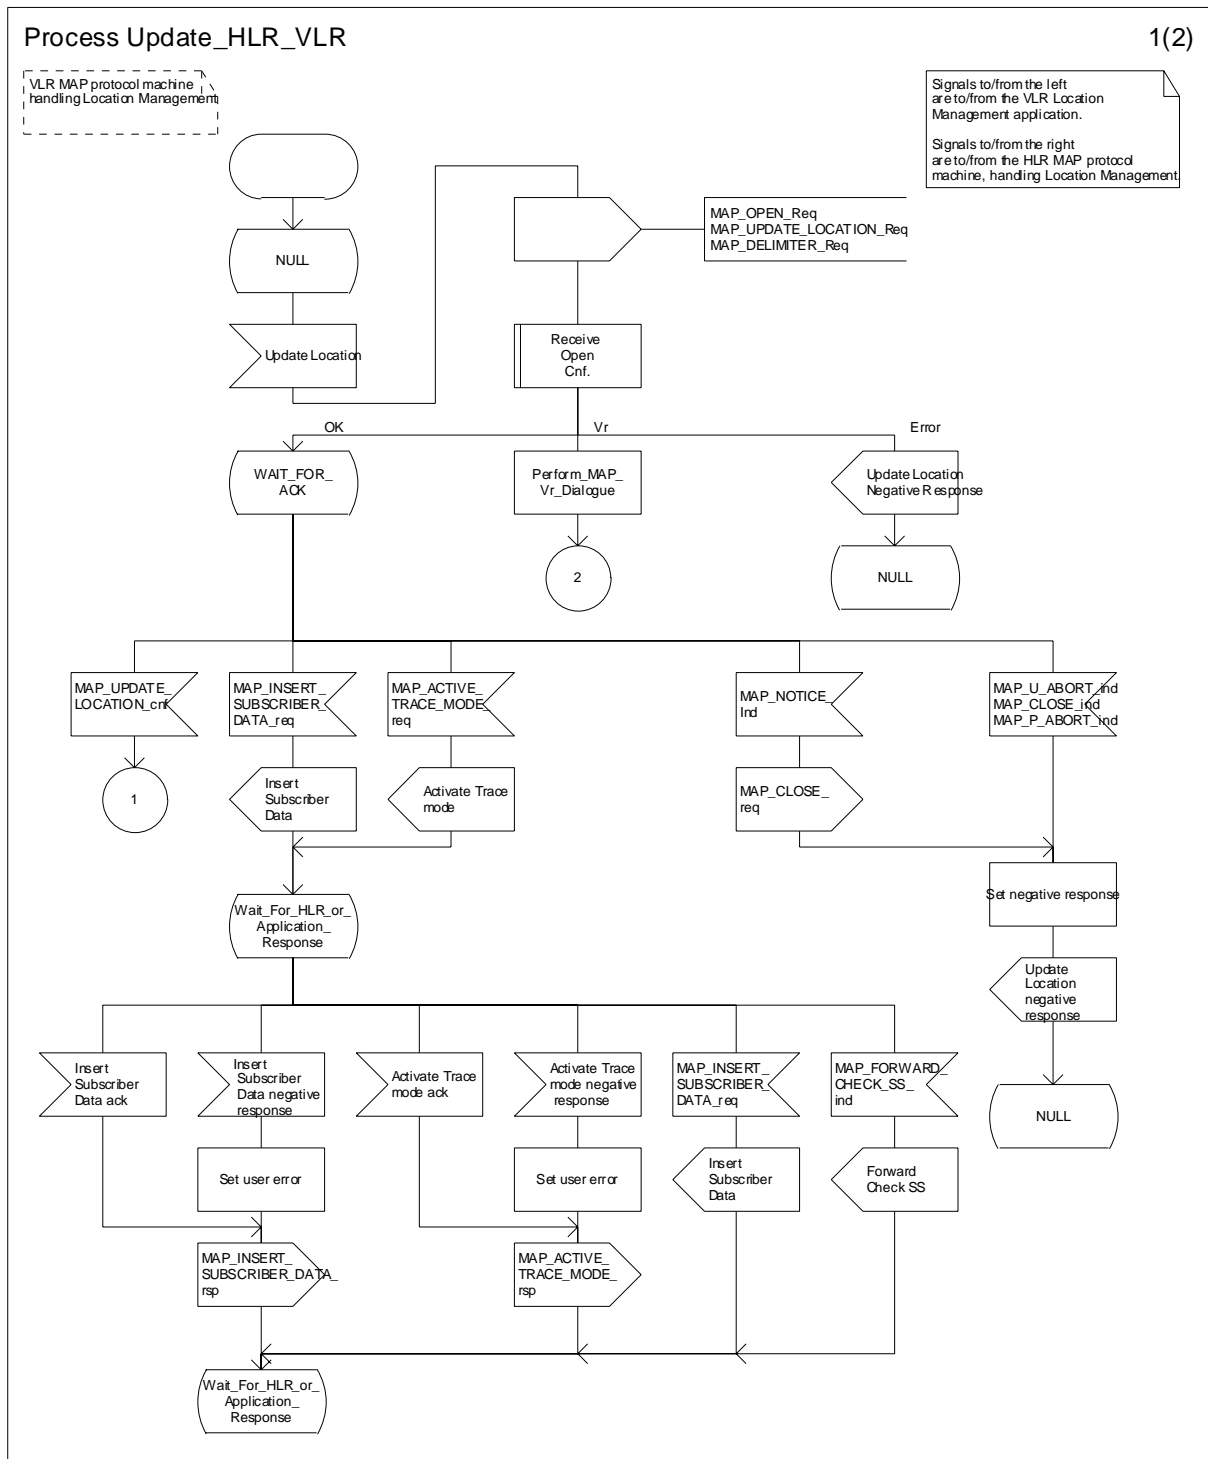 Process Update_HLR_VLR
1(2)
VLR MAP protocol machine
handling Location Management
Signals to/from the left
are to/from the VLR Location
Management application.
Signals to/from the right
are to/from the HLR MAP protocol
machine, handling Location Management.
MAP_OPEN_Req
MAP_UPDATE_LOCATION_Req
MAP_DELIMITER_Req
NULL
Update Location
Receive
Open
Cnf.
OK
Vr
Error
WAIT_FOR_
ACK
Perform_MAP_
Vr_Dialogue
Update Location
Negative Response
2
NULL
MAP_UPDATE_
LOCATION_cnf
MAP_INSERT_
SUBSCRIBER_
DATA_req
MAP_ACTIVE_
TRACE_MODE_
req
MAP_NOTICE_
Ind
MAP_U_ABORT_ind
MAP_CLOSE_ind
MAP_P_ABORT_ind
1
Insert
Subscriber
Data
Activate Trace
mode
MAP_CLOSE_
req
Set negative response
Wait_For_HLR_or_
Application_
Response
Update
Location
negative
response
Insert
Subscriber
Data ack
Insert
Subscriber
Data negative
response
Activate Trace
mode ack
Activate Trace
mode negative
response
MAP_INSERT_
SUBSCRIBER_
DATA_req
MAP_FORWARD_
CHECK_SS_
ind
NULL
Set user error
Set user error
Insert
Subscriber
Data
Forward
Check SS
MAP_INSERT_
SUBSCRIBER_DATA_
rsp
MAP_ACTIVE_
TRACE_MODE_
rsp
Wait_For_HLR_or_
Application_
Response